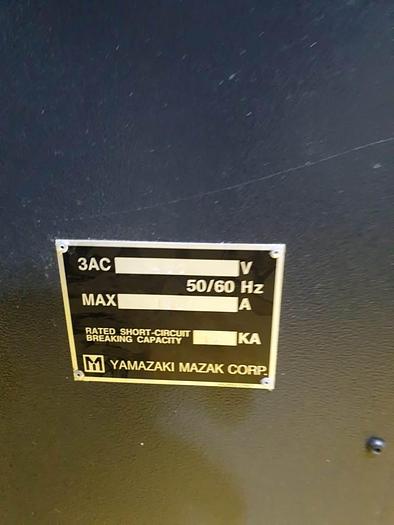 3AC V
50/60 Hz
MAX A
RATED SHORT-CIRCUIT
BREAKING CAPACITY KA
M YAMAZAKI MAZAK CORP.